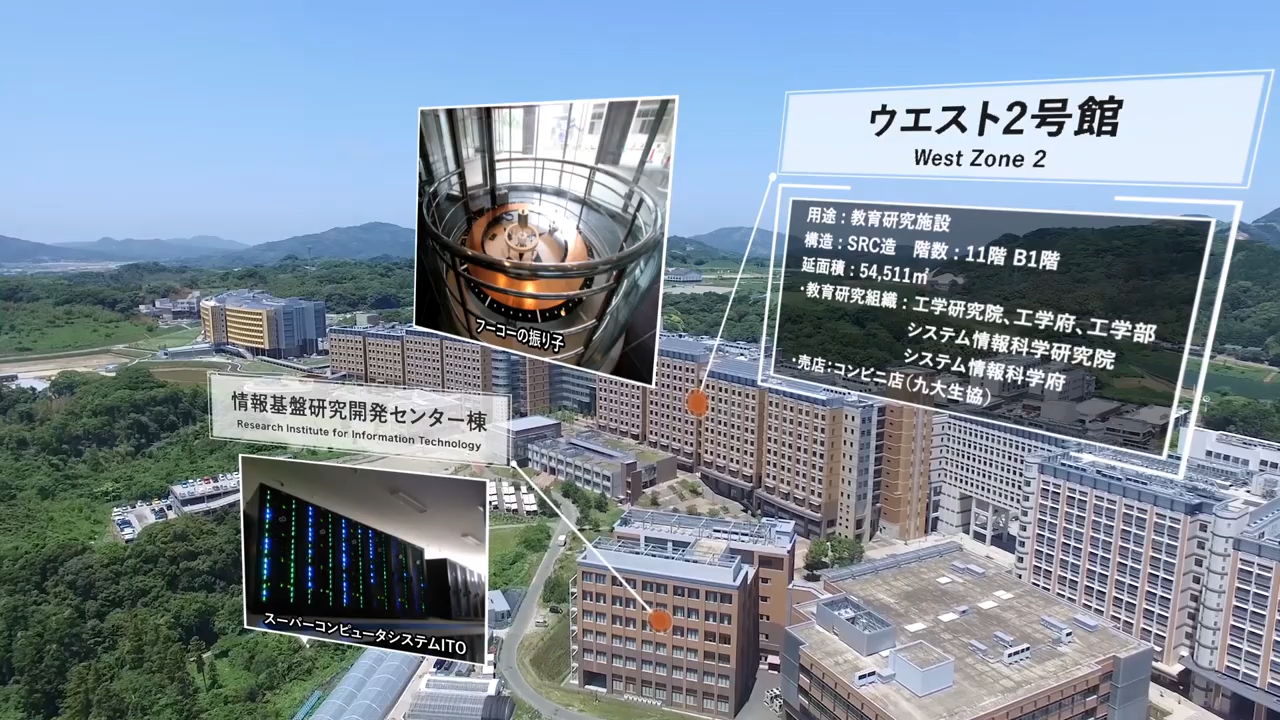 ウエスト2号館
West Zone 2
用途：教育研究施設
構造：SRC造　階数：11階 B1階
延面積：54,511㎡
・教育研究組織：工学研究院、工学府、工学部
システム情報科学研究院
システム情報科学府
・売店：コンビニ店（九大生協）
フーコーの振り子
情報基盤研究開発センター棟
Research Institute for Information Technology
スーパーコンピュータシステムITO